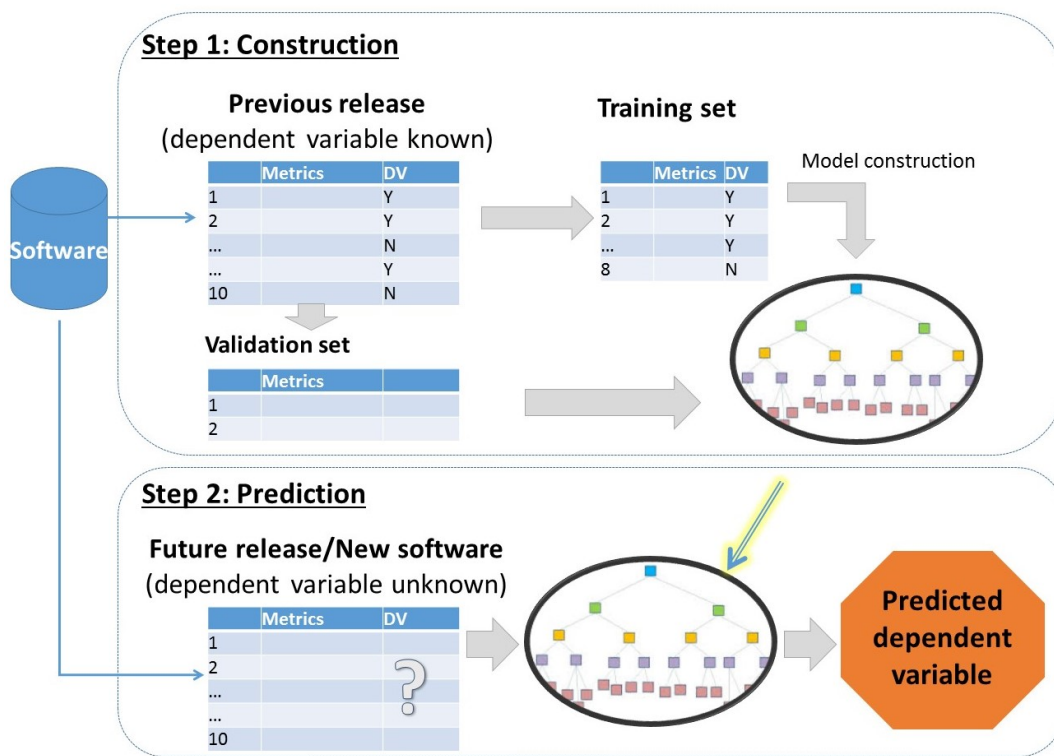 Step 1: Construction
Previous release
(dependent variable known)
Metrics DV
1 Y
2 Y
... N
... Y
10 N
Training set
Metrics DV
1 Y
2 Y
... Y
8 N
Model construction
Software
Validation set
Metrics
1
2
Step 2: Prediction
Future release/New software
(dependent variable unknown)
Metrics DV
1
2
...
...
10
?
Predicted
dependent
variable